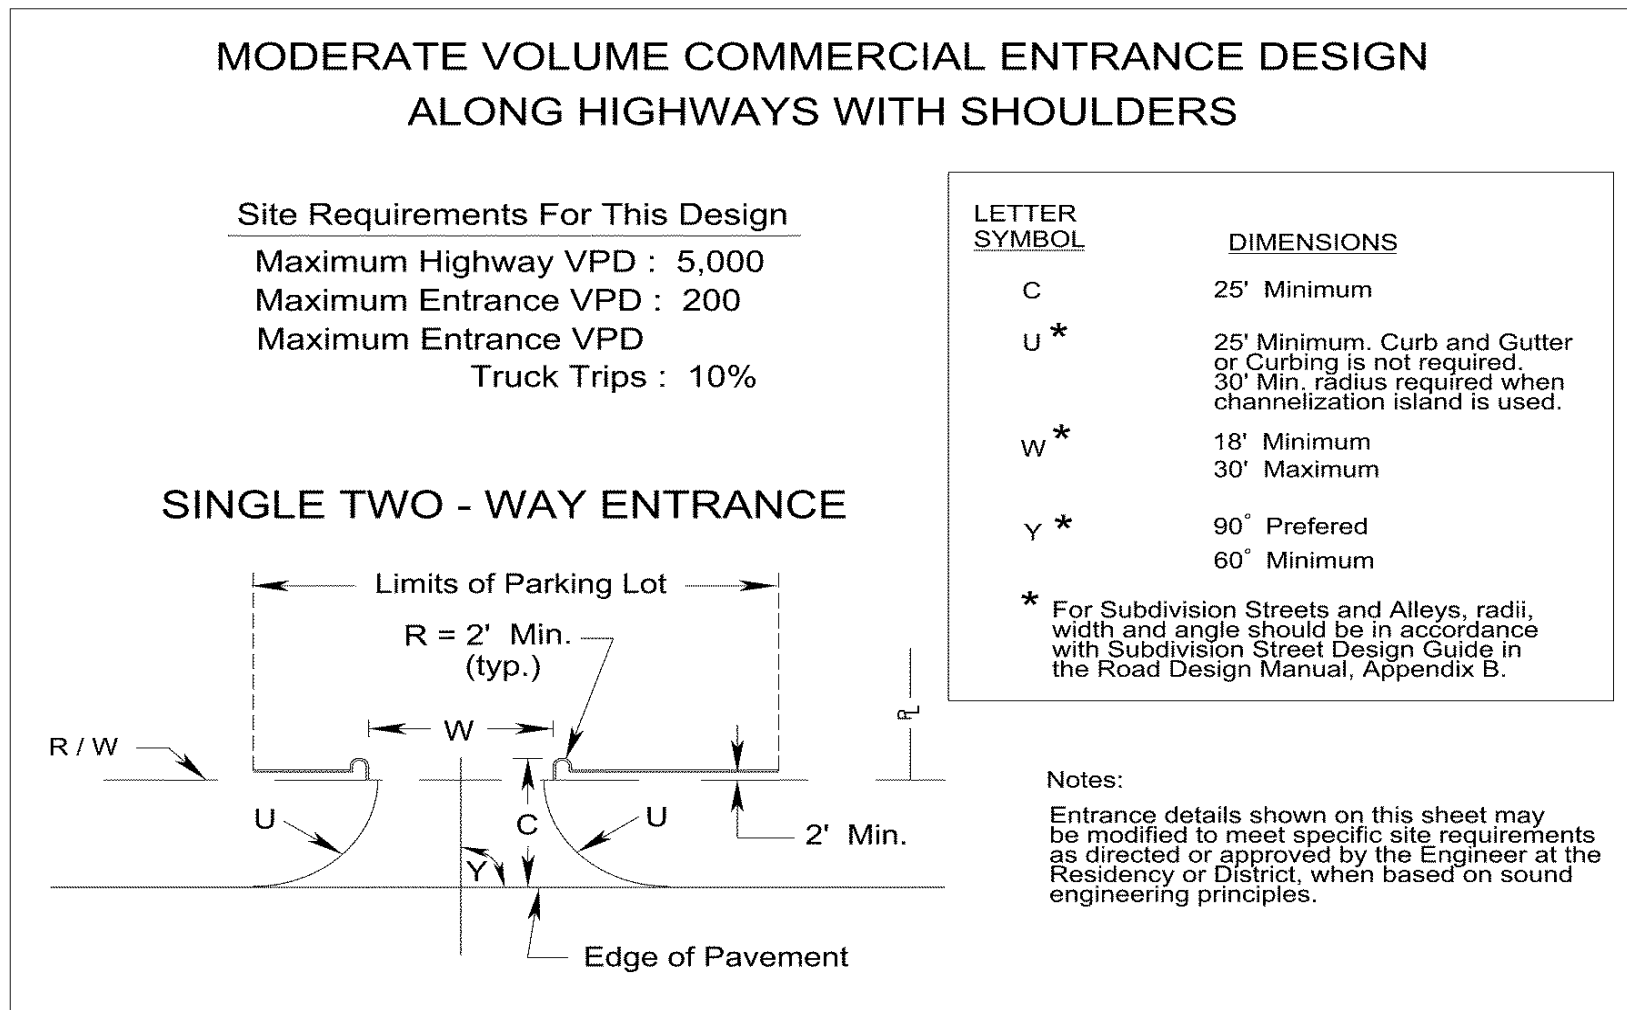 MODERATE VOLUME COMMERCIAL ENTRANCE DESIGN
ALONG HIGHWAYS WITH SHOULDERS
Site Requirements For This Design
Maximum Highway VPD : 5,000
Maximum Entrance VPD : 200
Maximum Entrance VPD
Truck Trips : 10%
LETTER
SYMBOL
DIMENSIONS
C 25' Minimum
U * 25' Minimum. Curb and Gutter
or Curbing is not required.
30' Min. radius required when
channelization island is used.
W * 18' Minimum
30' Maximum
Y * 90° Prefered
60° Minimum
* For Subdivision Streets and Alleys, radii,
width and angle should be in accordance
with Subdivision Street Design Guide in
the Road Design Manual, Appendix B.
SINGLE TWO - WAY ENTRANCE
Limits of Parking Lot
R = 2' Min.
(typ.)
W
R / W
PL
U
C
U
2' Min.
Y
Edge of Pavement
Notes:
Entrance details shown on this sheet may
be modified to meet specific site requirements
as directed or approved by the Engineer at the
Residency or District, when based on sound
engineering principles.